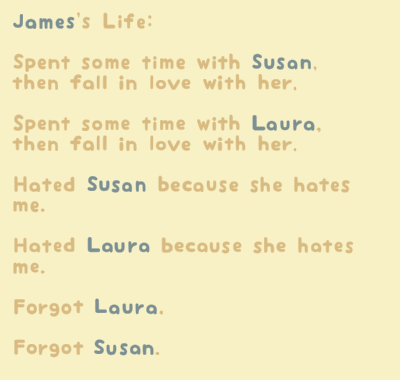 James's Life:
Spent some time with Susan,
then fall in love with her.
Spent some time with Laura,
then fall in love with her.
Hated Susan because she hates
me.
Hated Laura because she hates
me.
Forgot Laura.
Forgot Susan.